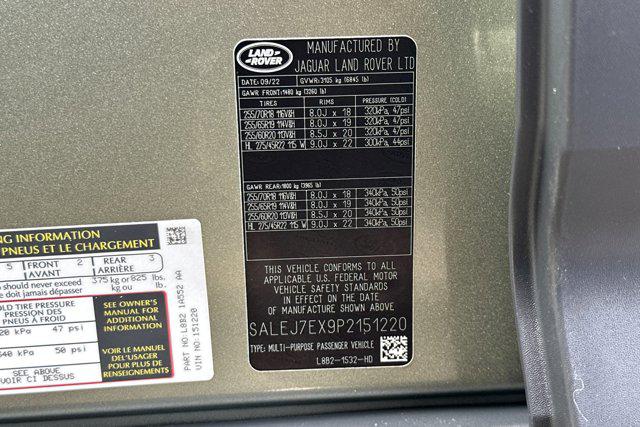 LAND
ROVER
MANUFACTURED BY
JAGUAR LAND ROVER LTD
DATE: 09/22 GVWR: 3105 kg (6845 lb)
GAWR FRONT: 1480 kg (3260 lb)
TIRES RIMS PRESSURE (COLD)
255/70R18 116V&H 8.0J x 18 320kPa, 47psi
255/65R19 114V&H 8.0J x 19 320kPa, 47psi
255/60R20 113V&H 8.5J x 20 320kPa, 47psi
HL 275/45R22 115 W 9.0J x 22 300kPa, 44psi
GAWR REAR: 1800 kg (3965 lb)
255/70R18 116V&H 8.0J x 18 340kPa, 50psi
255/65R19 114V&H 8.0J x 19 340kPa, 50psi
255/60R20 113V&H 8.5J x 20 340kPa, 50psi
HL 275/45R22 115 W 9.0J x 22 340kPa, 50psi
THIS VEHICLE CONFORMS TO ALL
APPLICABLE U.S. FEDERAL MOTOR
VEHICLE SAFETY STANDARDS
IN EFFECT ON THE DATE
OF MANUFACTURE SHOWN ABOVE
SALEJ7EX9P2151220
TYPE: MULTI-PURPOSE PASSENGER VEHICLE
L8B2-1532-HD
NG INFORMATION
PNEUS ET LE CHARGEMENT
5 FRONT 2 REAR 3
AVANT ARRIÈRE
should never exceed 375 kg or 825 lbs.
e doit jamais dépasser kg ou lb.
OLD TIRE PRESSURE
PRESSION DES
PNEUS À FROID
20 kPa 47 psi
340 kPa 50 psi
SEE ABOVE
VOIR CI DESSUS
SEE OWNER'S
MANUAL FOR
ADDITIONAL
INFORMATION
VOIR LE MANUEL
DE L'USAGER
POUR PLUS DE
RENSEIGNEMENTS
PART NO. L8B2 1A552 AA
VIN NO: 151220